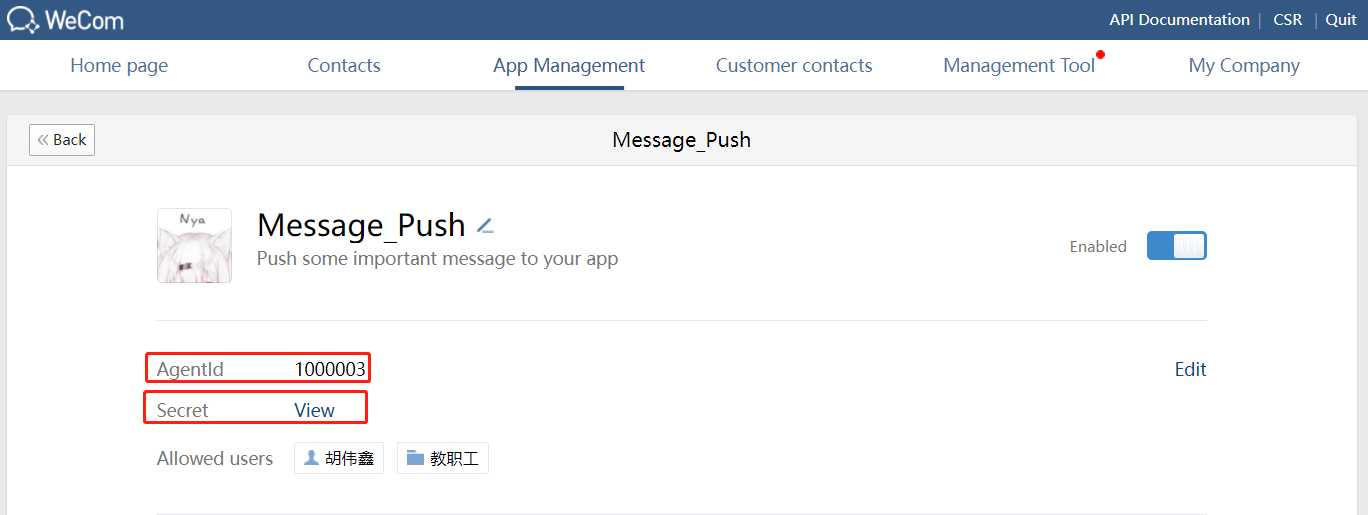 WeCom
API Documentation | CSR | Quit
Home page Contacts App Management Customer contacts Management Tool My Company
« Back
Message_Push
Nya
Message_Push
Push some important message to your app
Enabled
AgentId 1000003
Edit
Secret View
Allowed users 胡伟鑫 教职工